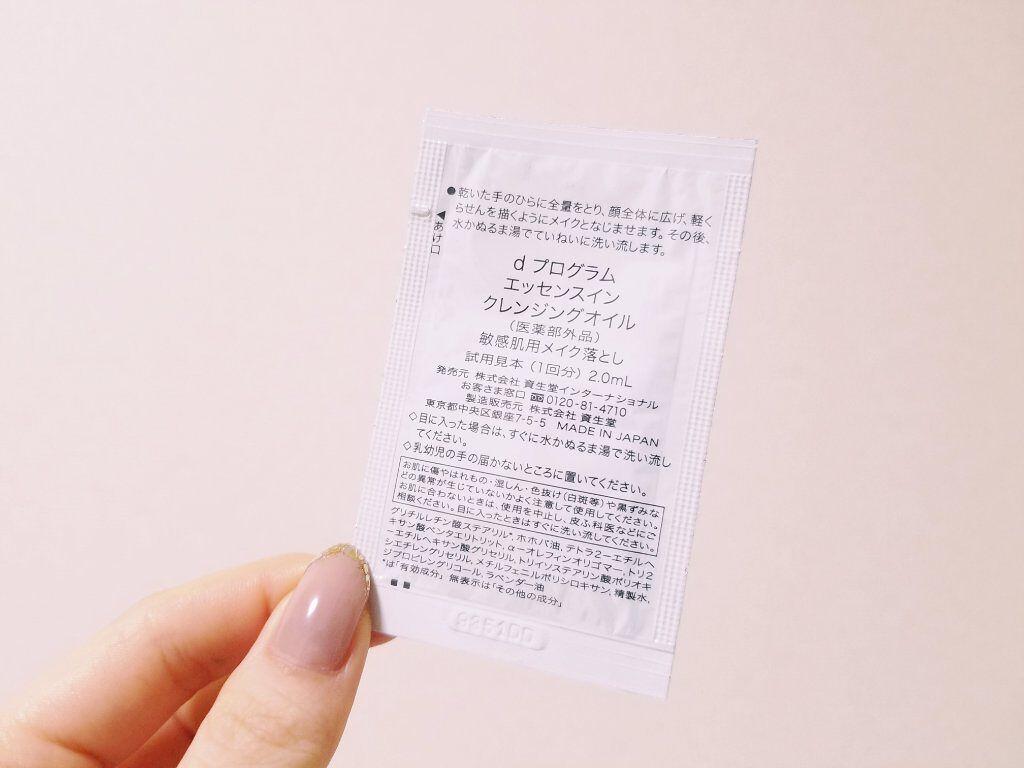 ●乾いた手のひらに全量をとり、顔全体に広げ、軽く
らせんを描くようにメイクとなじませます。その後、
水かぬるま湯でていねいに洗い流します。
◀あけ口
d プログラム
エッセンスイン
クレンジングオイル
(医薬部外品)
敏感肌用メイク落とし
試用見本 (1回分) 2.0mL
発売元 株式会社 資生堂インターナショナル
お客さま窓口 0120-81-4710
製造販売元 株式会社 資生堂
東京都中央区銀座7-5-5 MADE IN JAPAN
◇目に入った場合は、すぐに水かぬるま湯で洗い流し
てください。
◇乳幼児の手の届かないところに置いてください。
お肌に傷やはれもの・湿しん・色抜け(白斑等)や黒ずみな
どの異常が生じていないかよく注意して使用してください。
お肌に合わないときは、使用を中止し、皮ふ科医などにご
相談ください。目に入ったときはすぐに洗い流してください。
グリチルレチン酸ステアリル*、ホホバ油、テトラ2-エチルヘ
キサン酸ペンタエリトリット、α-オレフィンオリゴマー、トリ2
-エチルヘキサン酸グリセリル、トリイソステアリン酸ポリオキ
シエチレングリセリル、メチルフェニルポリシロキサン、精製水、
ジプロピレングリコール、ラベンダー油
*は「有効成分」 無表示は「その他の成分」